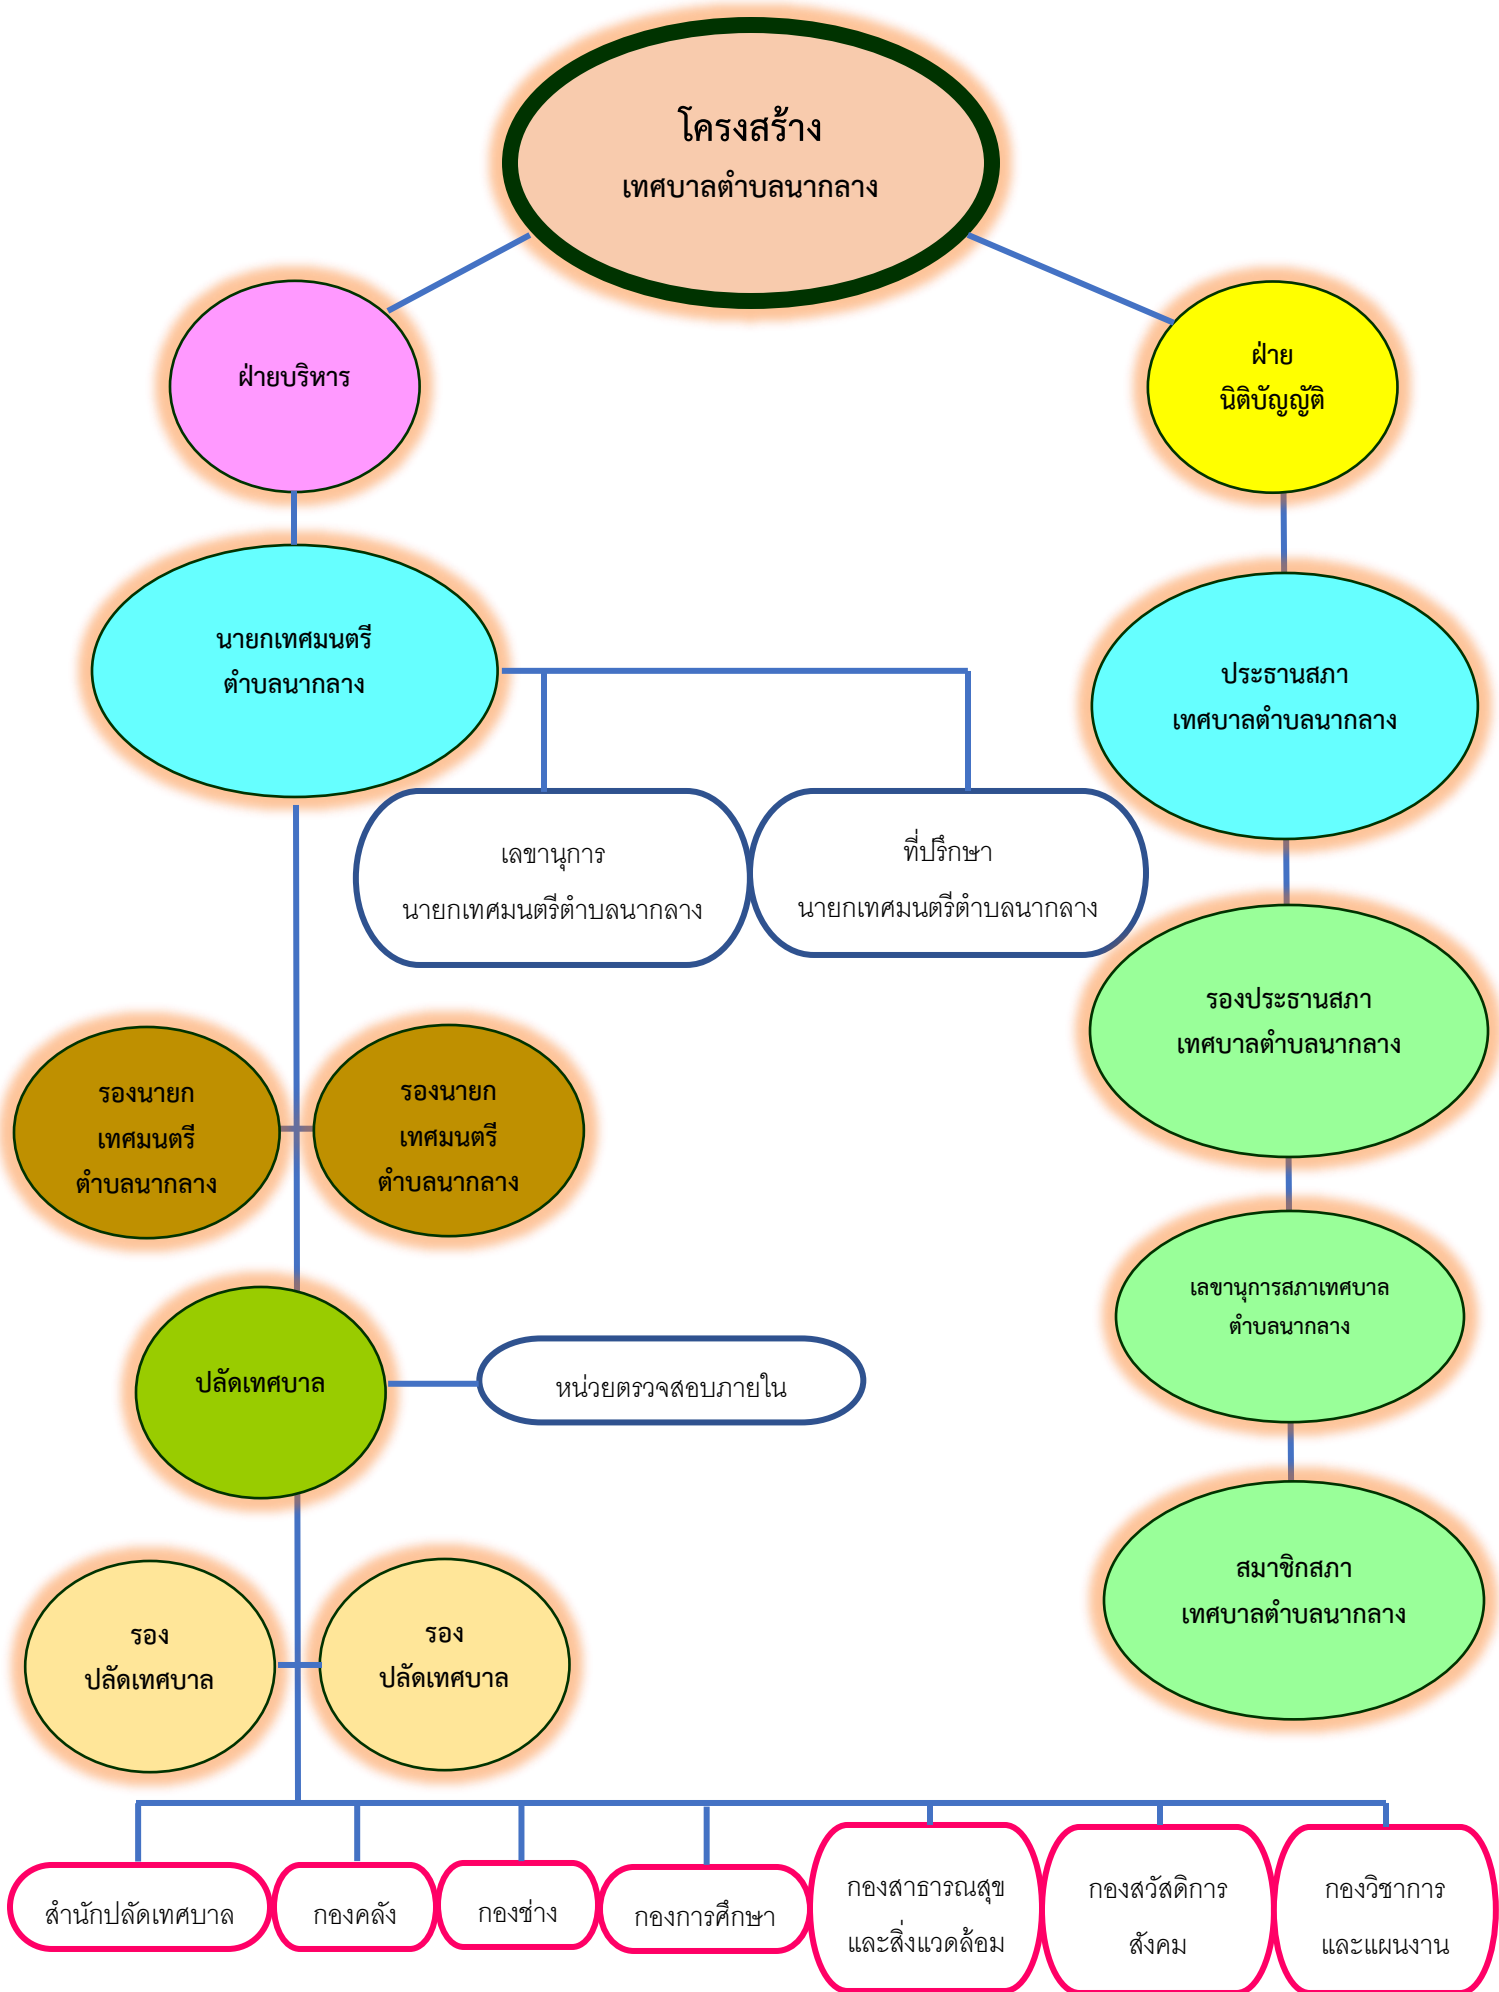 โครงสร้าง
เทศบาลตำบลนากลาง
ฝ่ายบริหาร
ฝ่าย
นิติบัญญัติ
นายกเทศมนตรี
ตำบลนากลาง
ประธานสภา
เทศบาลตำบลนากลาง
เลขานุการ
นายกเทศมนตรีตำบลนากลาง
ที่ปรึกษา
นายกเทศมนตรีตำบลนากลาง
รองประธานสภา
เทศบาลตำบลนากลาง
รองนายก
เทศมนตรี
ตำบลนากลาง
รองนายก
เทศมนตรี
ตำบลนากลาง
เลขานุการสภาเทศบาล
ตำบลนากลาง
ปลัดเทศบาล
หน่วยตรวจสอบภายใน
สมาชิกสภา
เทศบาลตำบลนากลาง
รอง
ปลัดเทศบาล
รอง
ปลัดเทศบาล
สำนักปลัดเทศบาล
กองคลัง
กองช่าง
กองการศึกษา
กองสาธารณสุข
และสิ่งแวดล้อม
กองสวัสดิการ
สังคม
กองวิชาการ
และแผนงาน